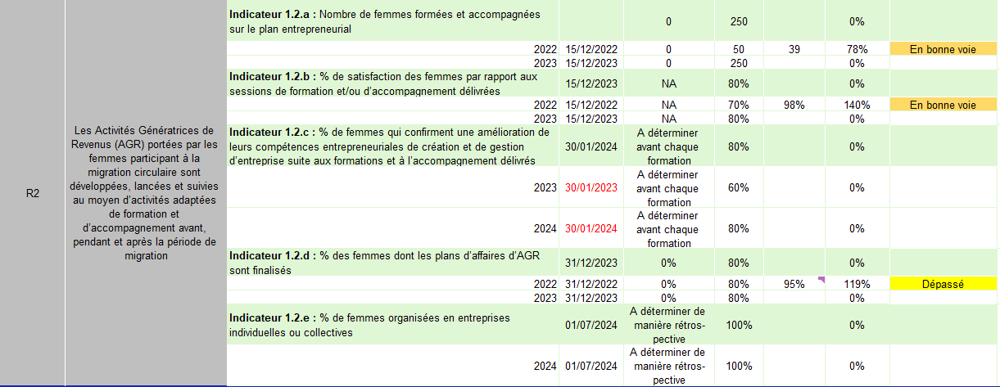 Indicateur 1.2.a : Nombre de femmes formées et accompagnées
sur le plan entrepreneurial
0 250 0%
2022 15/12/2022 0 50 39 78% En bonne voie
2023 15/12/2023 0 250 0%
Indicateur 1.2.b : % de satisfaction des femmes par rapport aux
sessions de formation et/ou d'accompagnement délivrées
15/12/2023 NA 80% 0%
2022 15/12/2022 NA 70% 98% 140% En bonne voie
2023 15/12/2023 NA 80% 0%
R2
Les Activités Génératrices de
Revenus (AGR) portées par les
femmes participant à la
migration circulaire sont
développées, lancées et suivies
au moyen d'activités adaptées
de formation et
d'accompagnement avant,
pendant et après la période de
migration
Indicateur 1.2.c : % de femmes qui confirment une amélioration de
leurs compétences entrepreneuriales de création et de gestion
d'entreprise suite aux formations et à l'accompagnement délivrés
30/01/2024
A déterminer
avant chaque
formation
80% 0%
2023 30/01/2023
A déterminer
avant chaque
formation
60% 0%
2024 30/01/2024
A déterminer
avant chaque
formation
80% 0%
Indicateur 1.2.d : % des femmes dont les plans d'affaires d'AGR
sont finalisés
31/12/2023 0% 80% 0%
2022 31/12/2022 0% 80% 95% 119% Dépassé
2023 31/12/2023 0% 80% 0%
Indicateur 1.2.e : % de femmes organisées en entreprises
individuelles ou collectives
01/07/2024
A déterminer de
manière rétros-
pective
100% 0%
2024 01/07/2024
A déterminer de
manière rétros-
pective
100% 0%